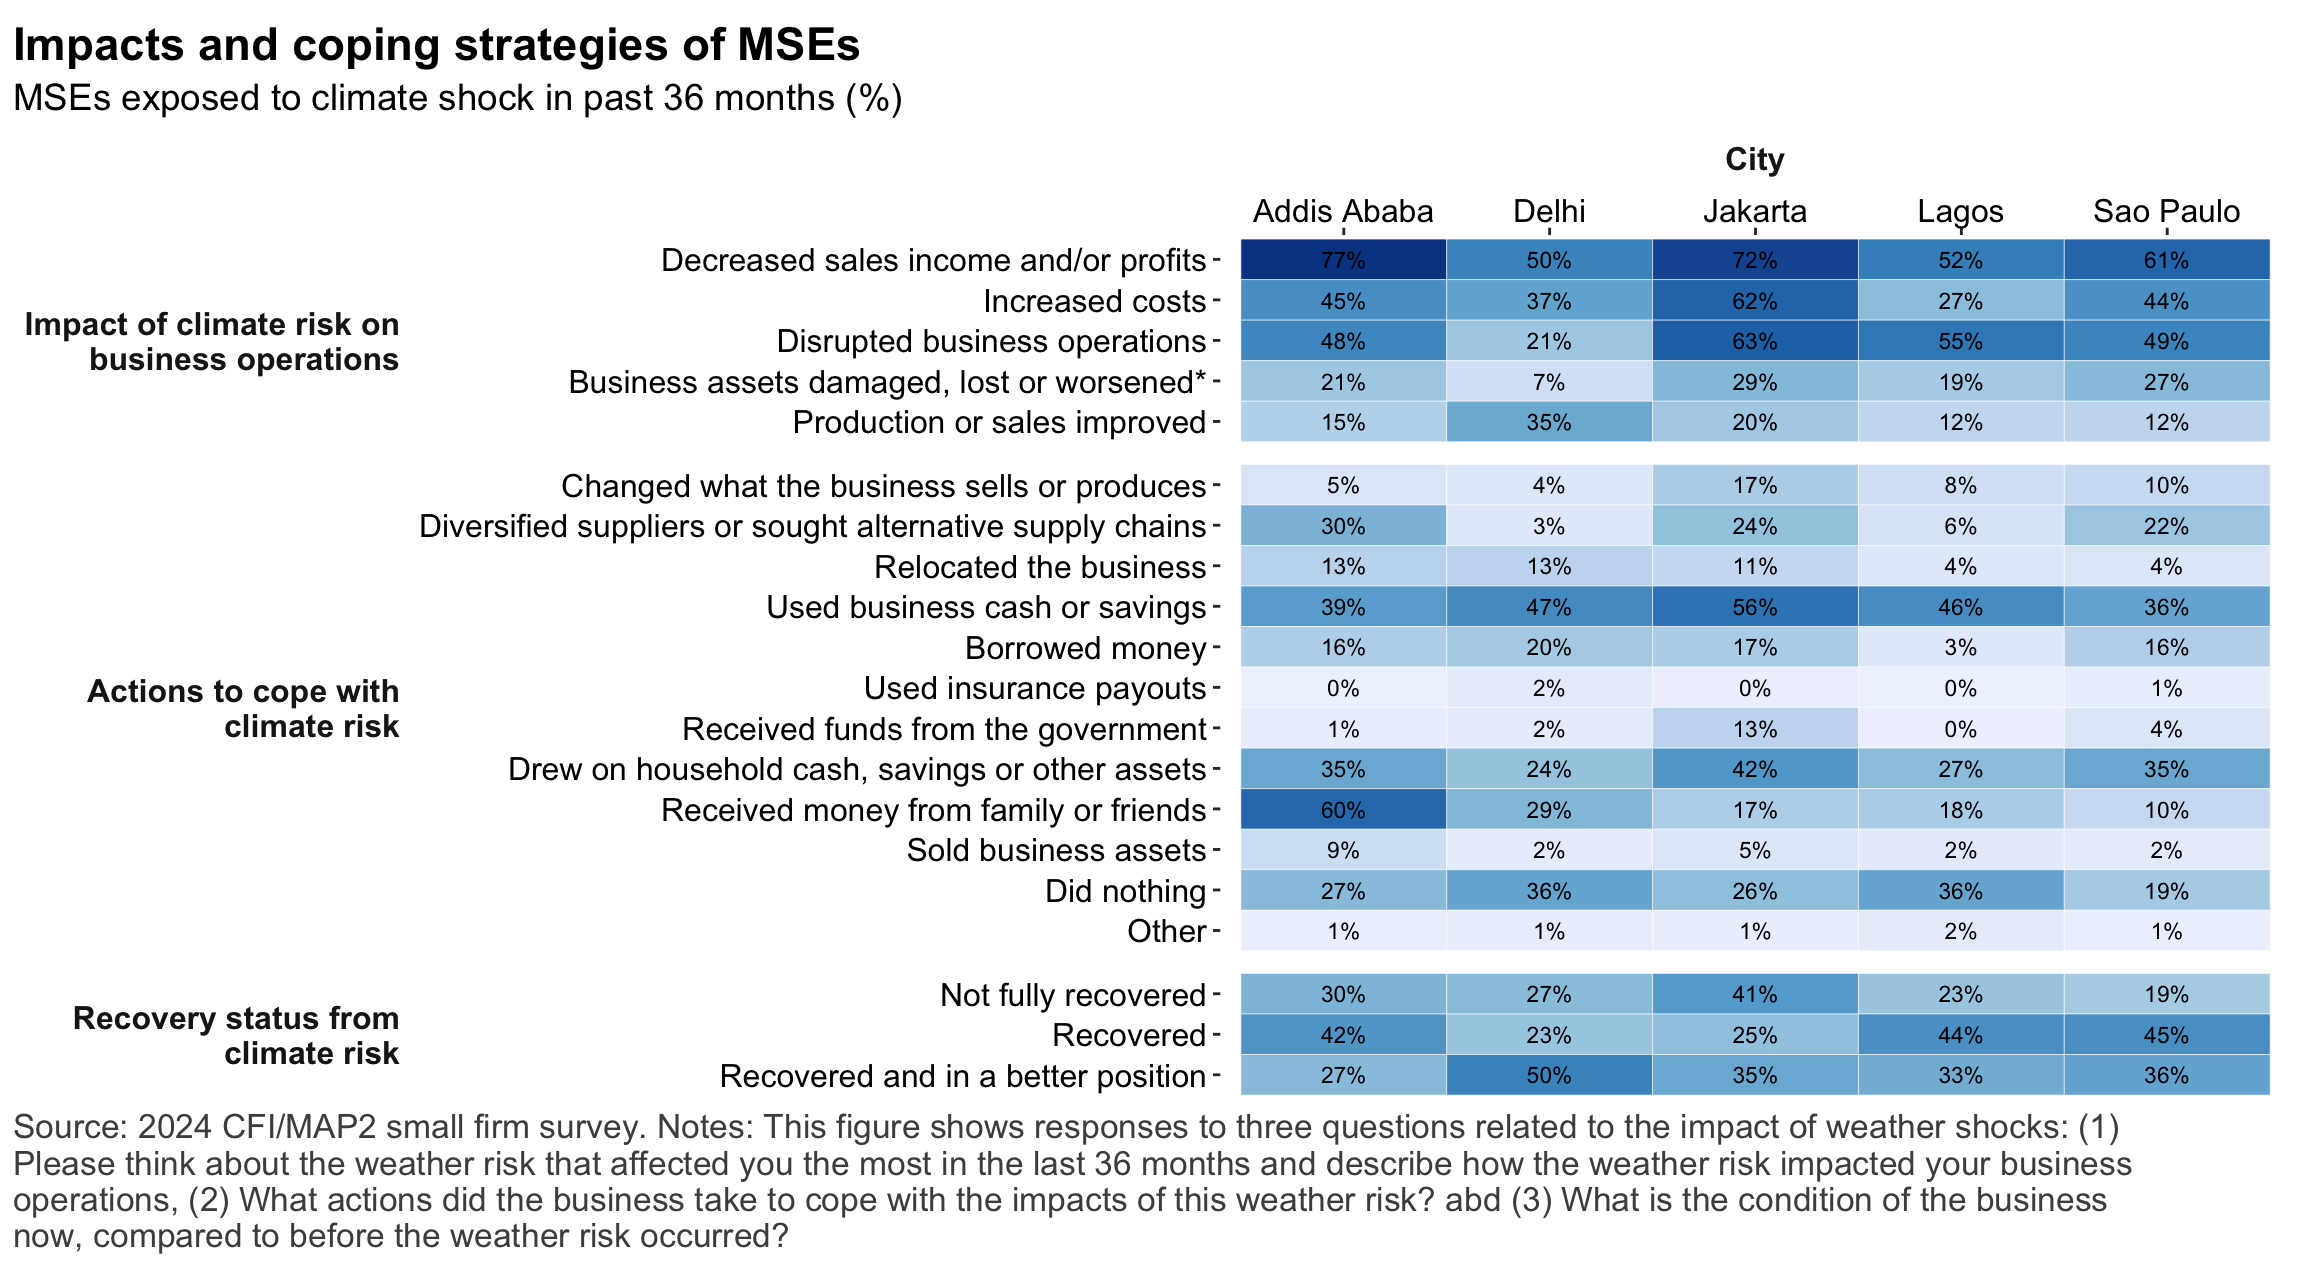 Impacts and coping strategies of MSEs
MSEs exposed to climate shock in past 36 months (%)
City
Addis Ababa Delhi Jakarta Lagos Sao Paulo
Impact of climate risk on
business operations
Decreased sales income and/or profits 77% 50% 72% 52% 61%
Increased costs 45% 37% 62% 27% 44%
Disrupted business operations 48% 21% 63% 55% 49%
Business assets damaged, lost or worsened* 21% 7% 29% 19% 27%
Production or sales improved 15% 35% 20% 12% 12%
Actions to cope with
climate risk
Changed what the business sells or produces 5% 4% 17% 8% 10%
Diversified suppliers or sought alternative supply chains 30% 3% 24% 6% 22%
Relocated the business 13% 13% 11% 4% 4%
Used business cash or savings 39% 47% 56% 46% 36%
Borrowed money 16% 20% 17% 3% 16%
Used insurance payouts 0% 2% 0% 0% 1%
Received funds from the government 1% 2% 13% 0% 4%
Drew on household cash, savings or other assets 35% 24% 42% 27% 35%
Received money from family or friends 60% 29% 17% 18% 10%
Sold business assets 9% 2% 5% 2% 2%
Did nothing 27% 36% 26% 36% 19%
Other 1% 1% 1% 2% 1%
Recovery status from
climate risk
Not fully recovered 30% 27% 41% 23% 19%
Recovered 42% 23% 25% 44% 45%
Recovered and in a better position 27% 50% 35% 33% 36%
Source: 2024 CFI/MAP2 small firm survey. Notes: This figure shows responses to three questions related to the impact of weather shocks: (1)
Please think about the weather risk that affected you the most in the last 36 months and describe how the weather risk impacted your business
operations, (2) What actions did the business take to cope with the impacts of this weather risk? abd (3) What is the condition of the business
now, compared to before the weather risk occurred?